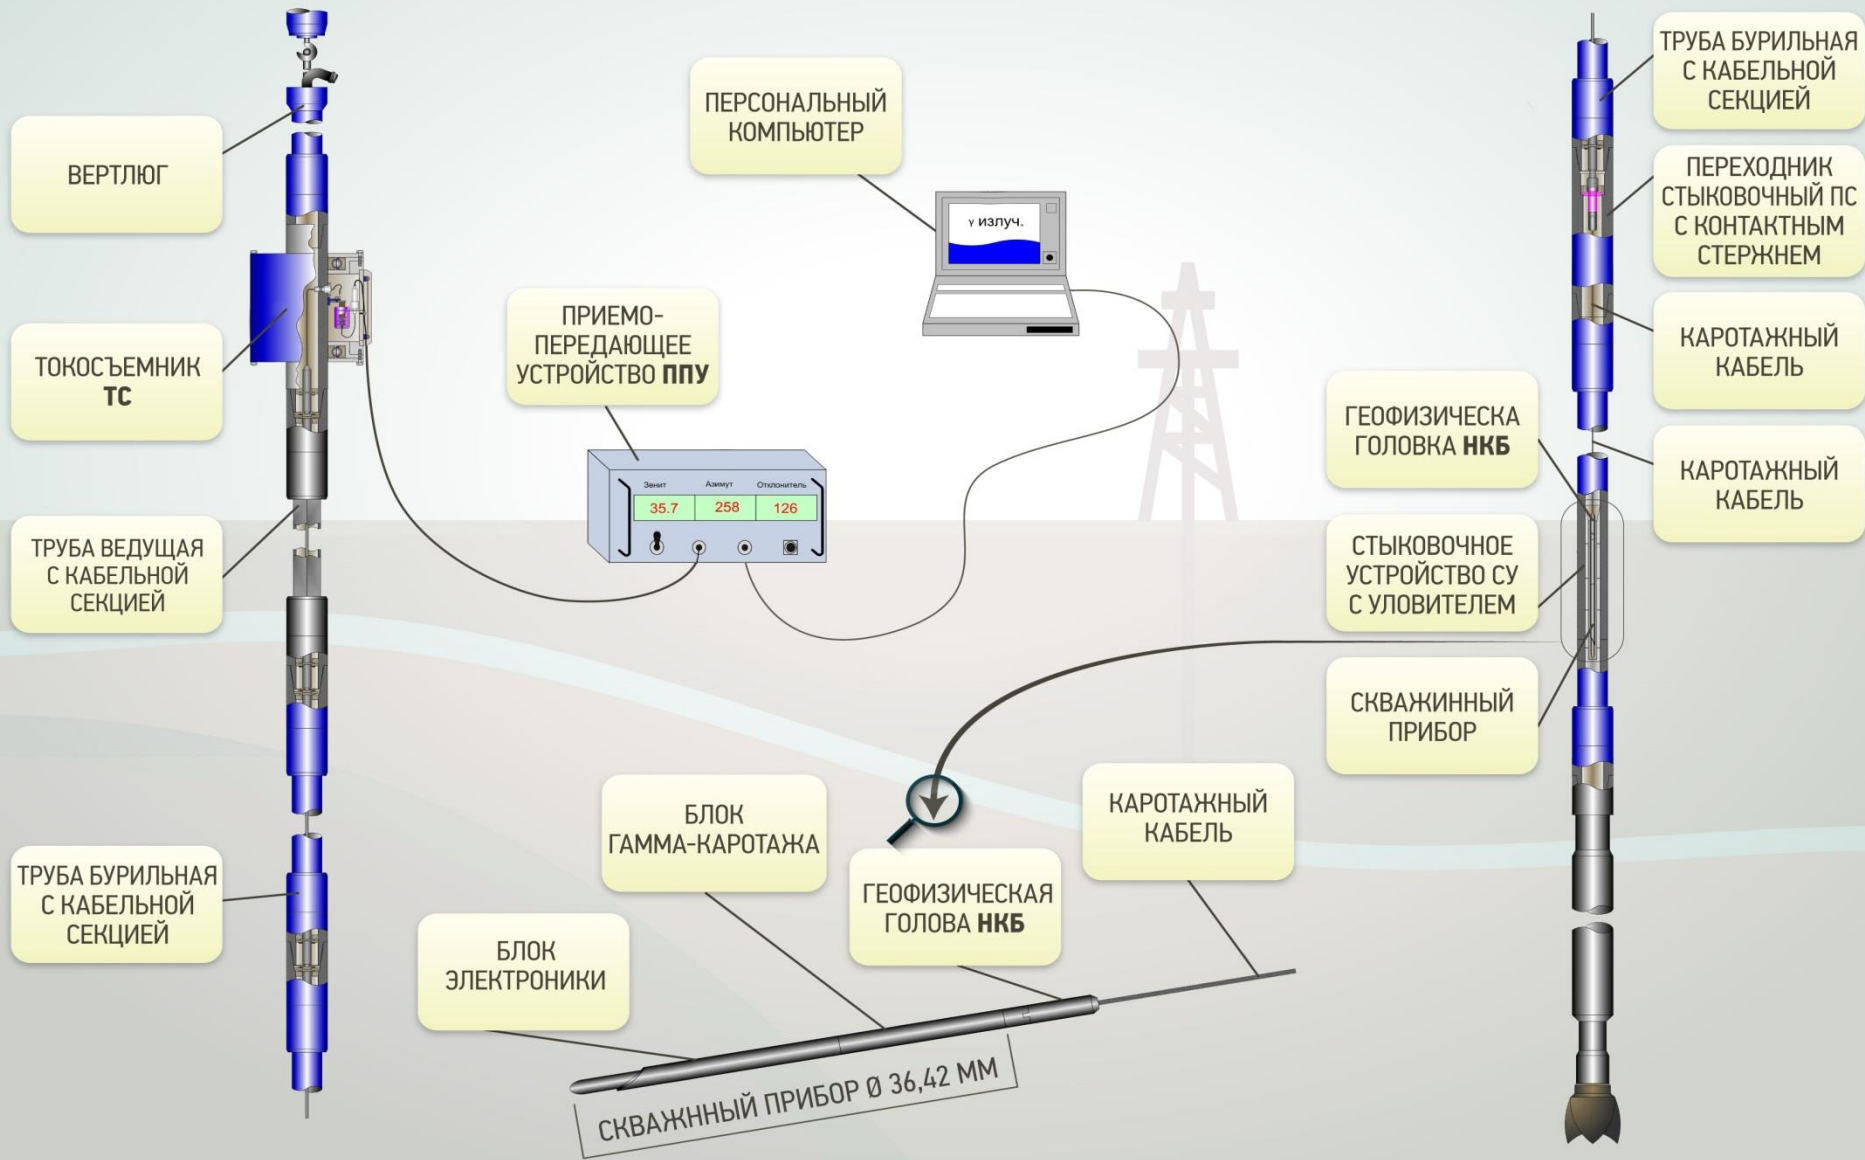 ВЕРТЛЮГ
ТОКОСЪЕМНИК
ТС
ТРУБА ВЕДУЩАЯ
С КАБЕЛЬНОЙ
СЕКЦИЕЙ
ТРУБА БУРИЛЬНАЯ
С КАБЕЛЬНОЙ
СЕКЦИЕЙ
ПЕРСОНАЛЬНЫЙ
КОМПЬЮТЕР
γ излуч.
ПРИЕМО-
ПЕРЕДАЮЩЕЕ
УСТРОЙСТВО ППУ
Зенит Азимут Отклонитель
35.7 258 126
БЛОК
ГАММА-КАРОТАЖА
БЛОК
ЭЛЕКТРОНИКИ
ГЕОФИЗИЧЕСКАЯ
ГОЛОВА НКБ
КАРОТАЖНЫЙ
КАБЕЛЬ
СКВАЖННЫЙ ПРИБОР Ø 36,42 ММ
ТРУБА БУРИЛЬНАЯ
С КАБЕЛЬНОЙ
СЕКЦИЕЙ
ПЕРЕХОДНИК
СТЫКОВОЧНЫЙ ПС
С КОНТАКТНЫМ
СТЕРЖНЕМ
КАРОТАЖНЫЙ
КАБЕЛЬ
ГЕОФИЗИЧЕСКА
ГОЛОВКА НКБ
КАРОТАЖНЫЙ
КАБЕЛЬ
СТЫКОВОЧНОЕ
УСТРОЙСТВО СУ
С УЛОВИТЕЛЕМ
СКВАЖИННЫЙ
ПРИБОР